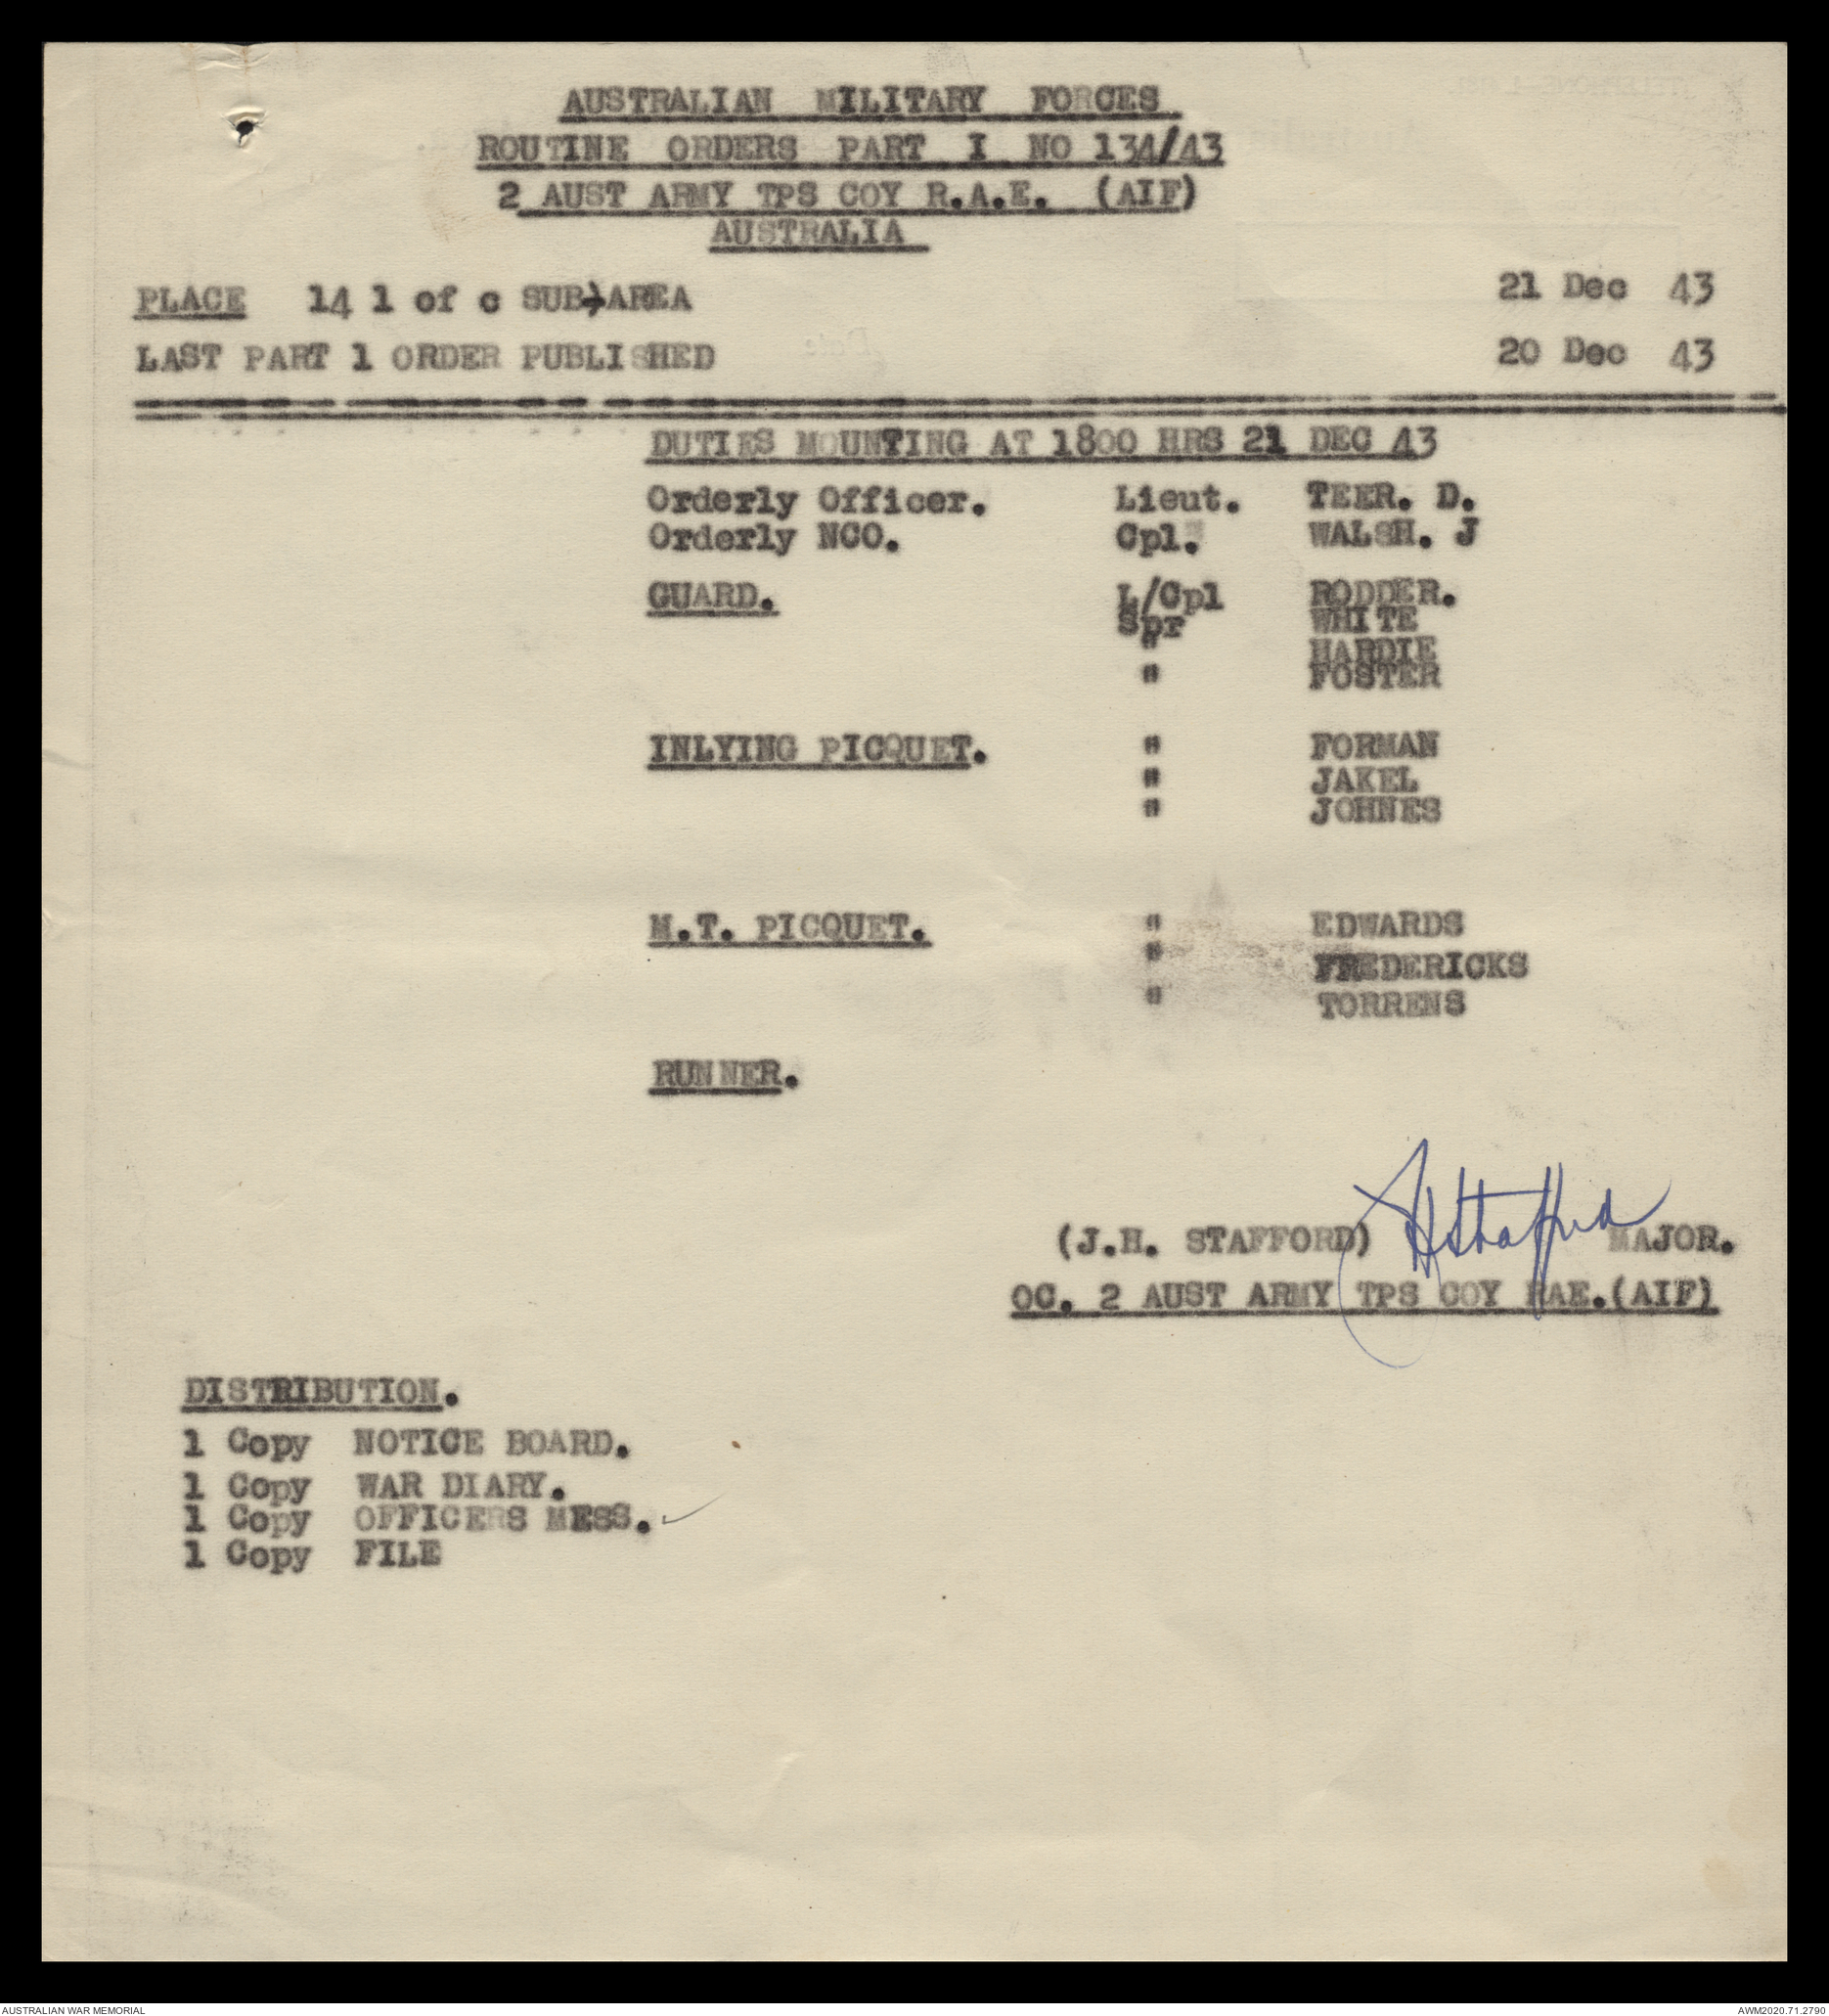 AUSTRALIAN MILITARY FORCES
ROUTINE ORDERS PART I NO 134/43
2 AUST ARMY TPS COY R.A.E. (AIF)
AUSTRALIA
PLACE 14 l of c SUB-AREA 21 Dec 43
LAST PART 1 ORDER PUBLISHED 20 Dec 43
DUTIES MOUNTING AT 1800 HRS 21 DEC 43
Orderly Officer. Lieut. TEER. D.
Orderly NCO. Cpl. WALSH. J
GUARD. L/Cpl RODDER.
Spr WHITE
" HARDIE
" FOSTER
INLYING PICQUET. " FORMAN
" JAKEL
" JOHNES
M.T. PICQUET. " EDWARDS
" FREDERICKS
" TORRENS
RUNNER.
JHStafford
(J.H. STAFFORD) MAJOR.
OC. 2 AUST ARMY TPS COY RAE.(AIF)
DISTRIBUTION.
1 Copy NOTICE BOARD.
1 Copy WAR DIARY.
1 Copy OFFICERS MESS.
1 Copy FILE
AUSTRALIAN WAR MEMORIAL AWM2020.71.2790